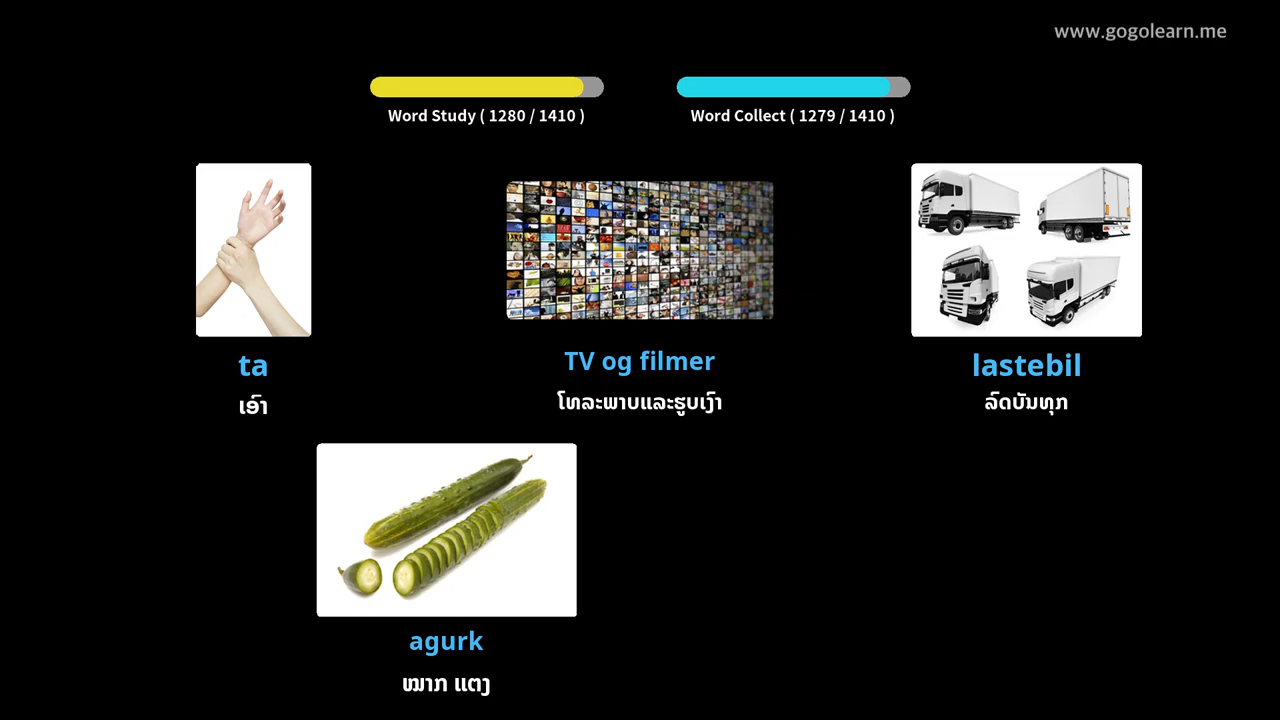 www.gogolearn.me
Word Study ( 1280 / 1410 )
Word Collect ( 1279 / 1410 )
ta
ເອົາ
TV og filmer
ໂທລະພາບແລະຮູບເງົາ
lastebil
ລົດບັນທຸກ
agurk
ໝາກ ແຕງ